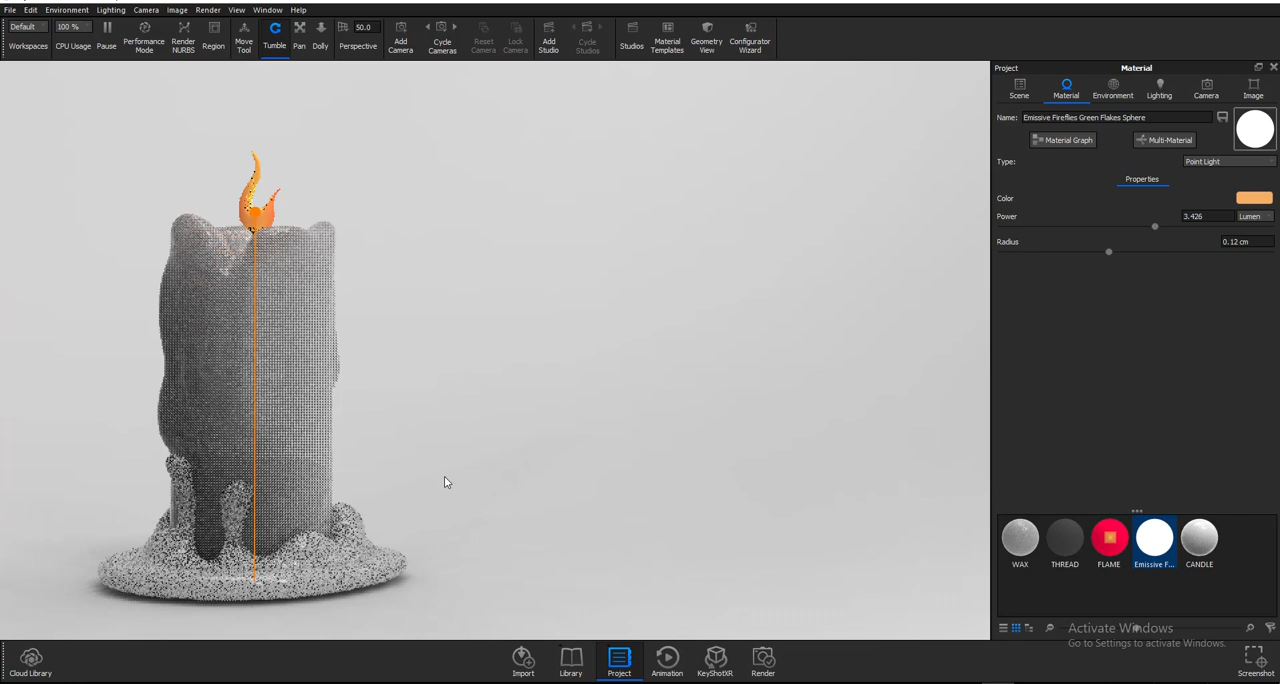 File Edit Environment Lighting Camera Image Render View Window Help
Default 100 % 50.0
Workspaces CPU Usage Pause Performance Mode Render NURBS Region Move Tool Tumble Pan Dolly Perspective Add Camera Cycle Cameras Reset Camera Lock Camera Add Studio Cycle Studios Studios Material Templates Geometry View Configurator Wizard
Project Material
Scene Material Environment Lighting Camera Image
Name: Emissive Fireflies Green Flakes Sphere
Material Graph Multi-Material
Type: Point Light
Properties
Color
Power 3.426 Lumen
Radius 0.12 cm
WAX THREAD FLAME Emissive F... CANDLE
Activate Windows
Go to Settings to activate Windows.
Cloud Library Import Library Project Animation KeyShotXR Render Screenshot